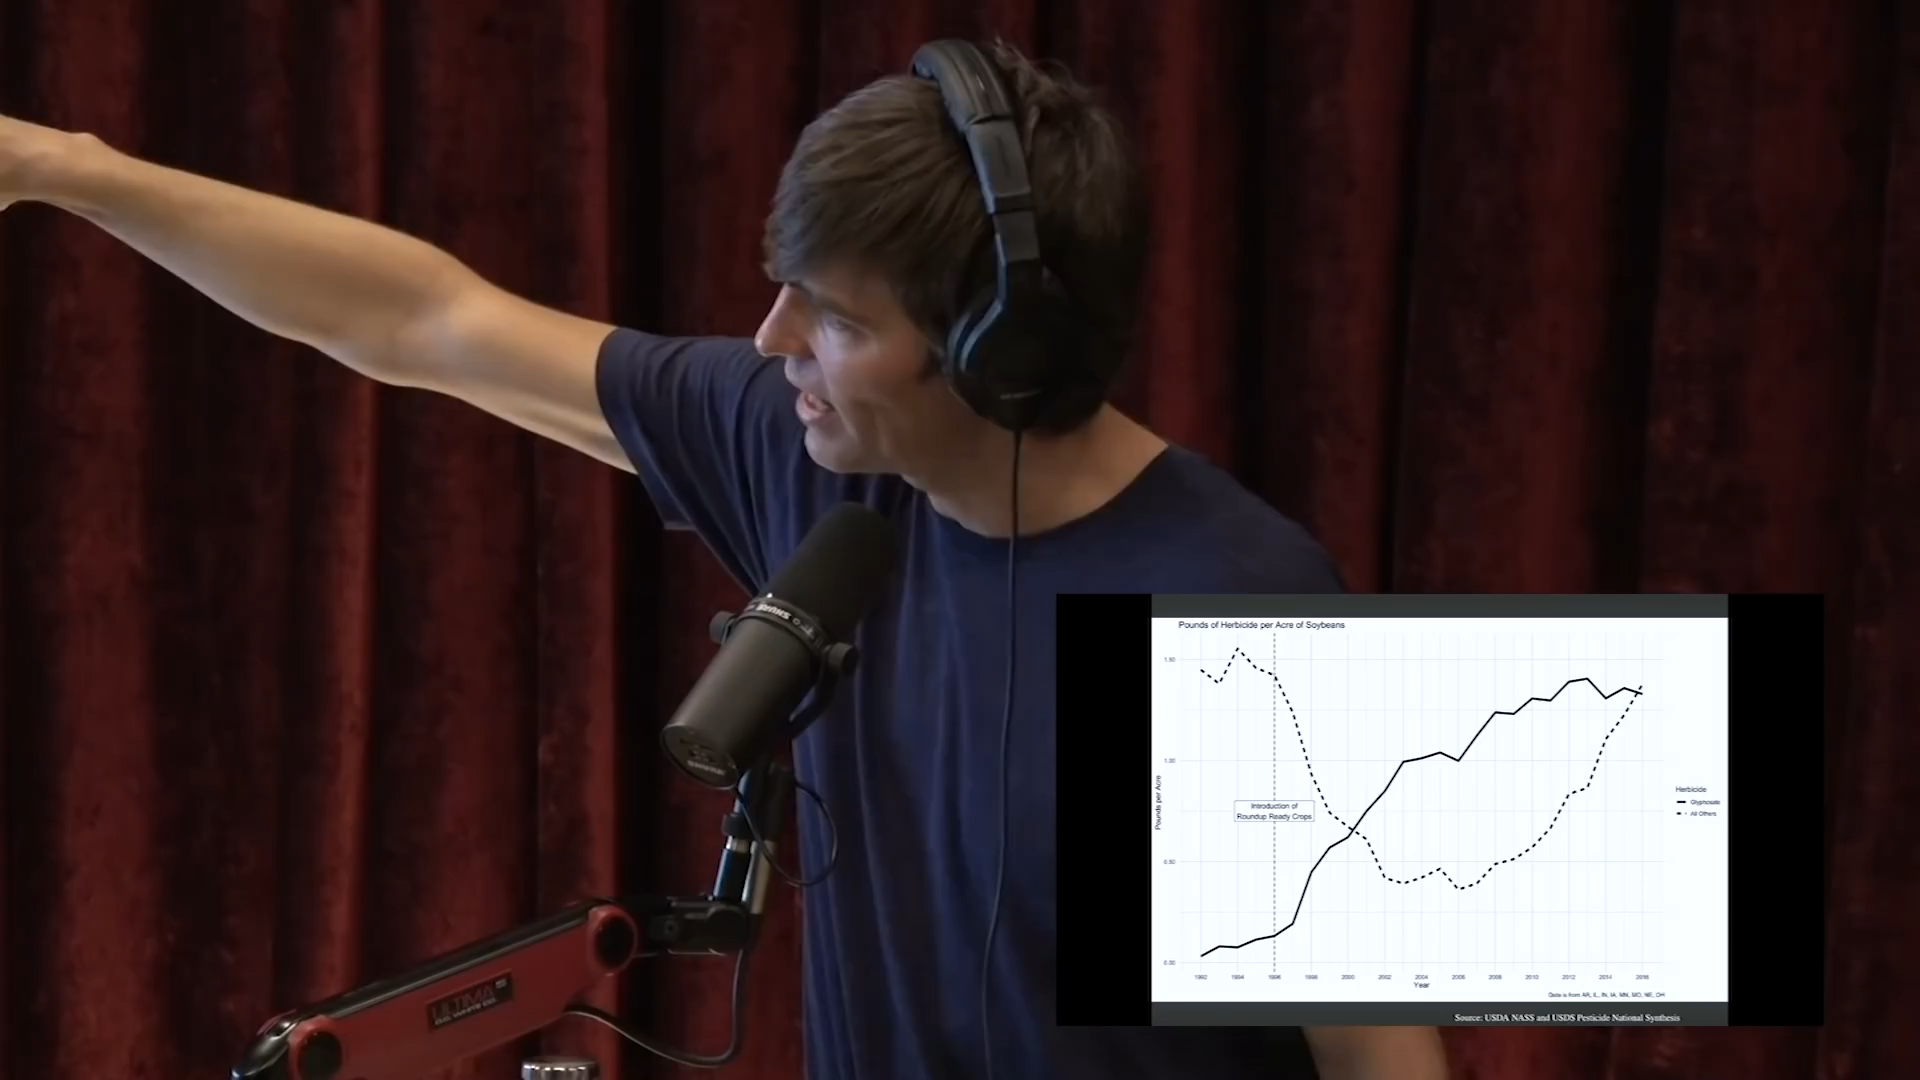 SHURE
SHURE
ULTIMA
Pounds of Herbicide per Acre of Soybeans
1.50
1.00
0.50
0.00
Pounds per Acre
Introduction of
Roundup Ready Crops
Herbicide
Glyphosate
All Others
1992 1994 1996 1998 2000 2002 2004 2006 2008 2010 2012 2014 2016
Year
Data is from AR, IL, IN, IA, MN, MO, NE, OH
Source: USDA NASS and USDS Pesticide National Synthesis